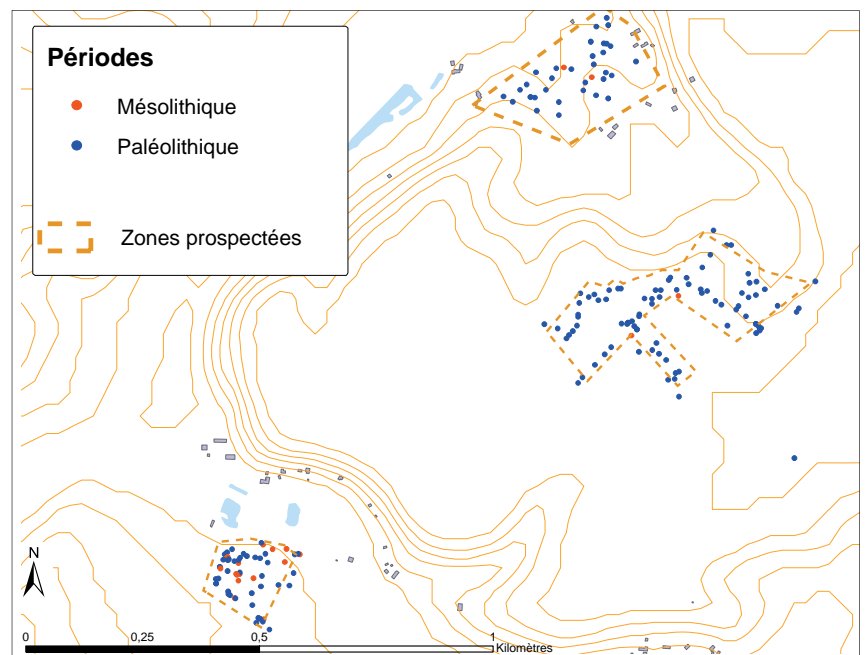 Périodes
Mésolithique
Paléolithique
Zones prospectées
N
0 0,25 0,5 1
Kilomètres